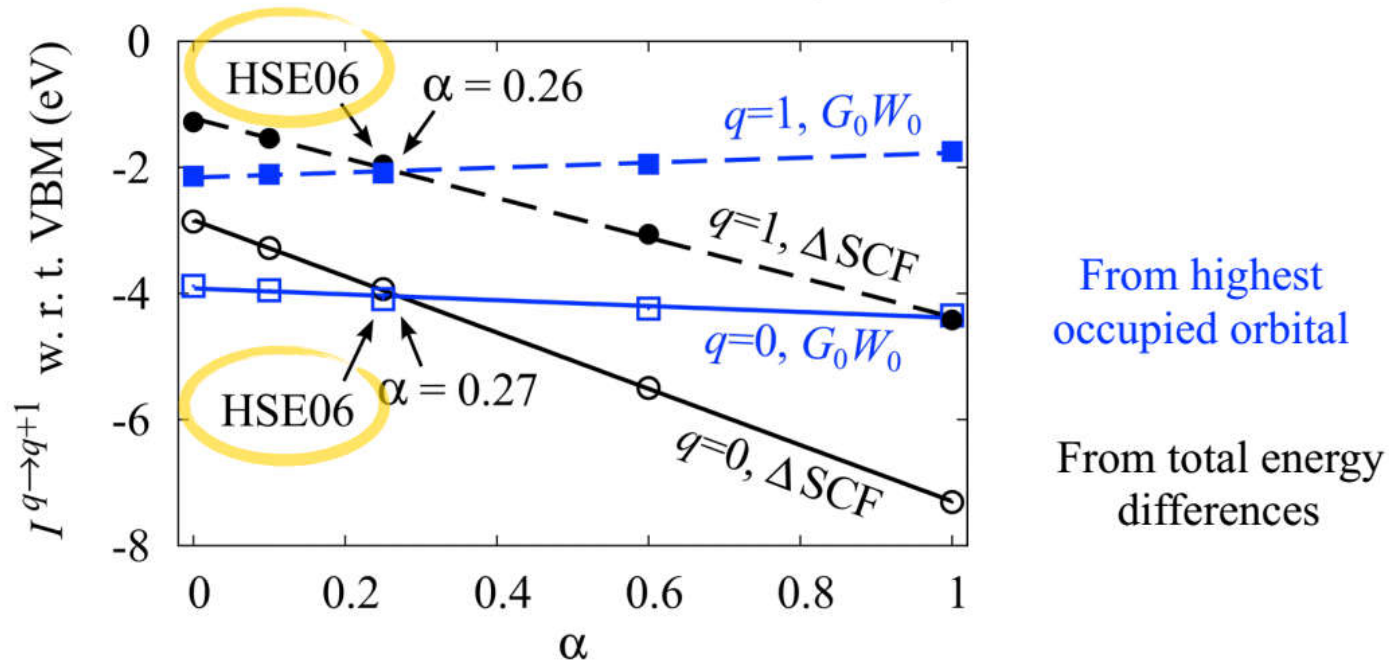 0
-2
-4
-6
-8
I^{q→q+1} w. r. t. VBM (eV)
HSE06
α = 0.26
q=1, G₀W₀
q=1, ΔSCF
q=0, G₀W₀
HSE06
α = 0.27
q=0, ΔSCF
0 0.2 0.4 0.6 0.8 1
α
From highest
occupied orbital
From total energy
differences